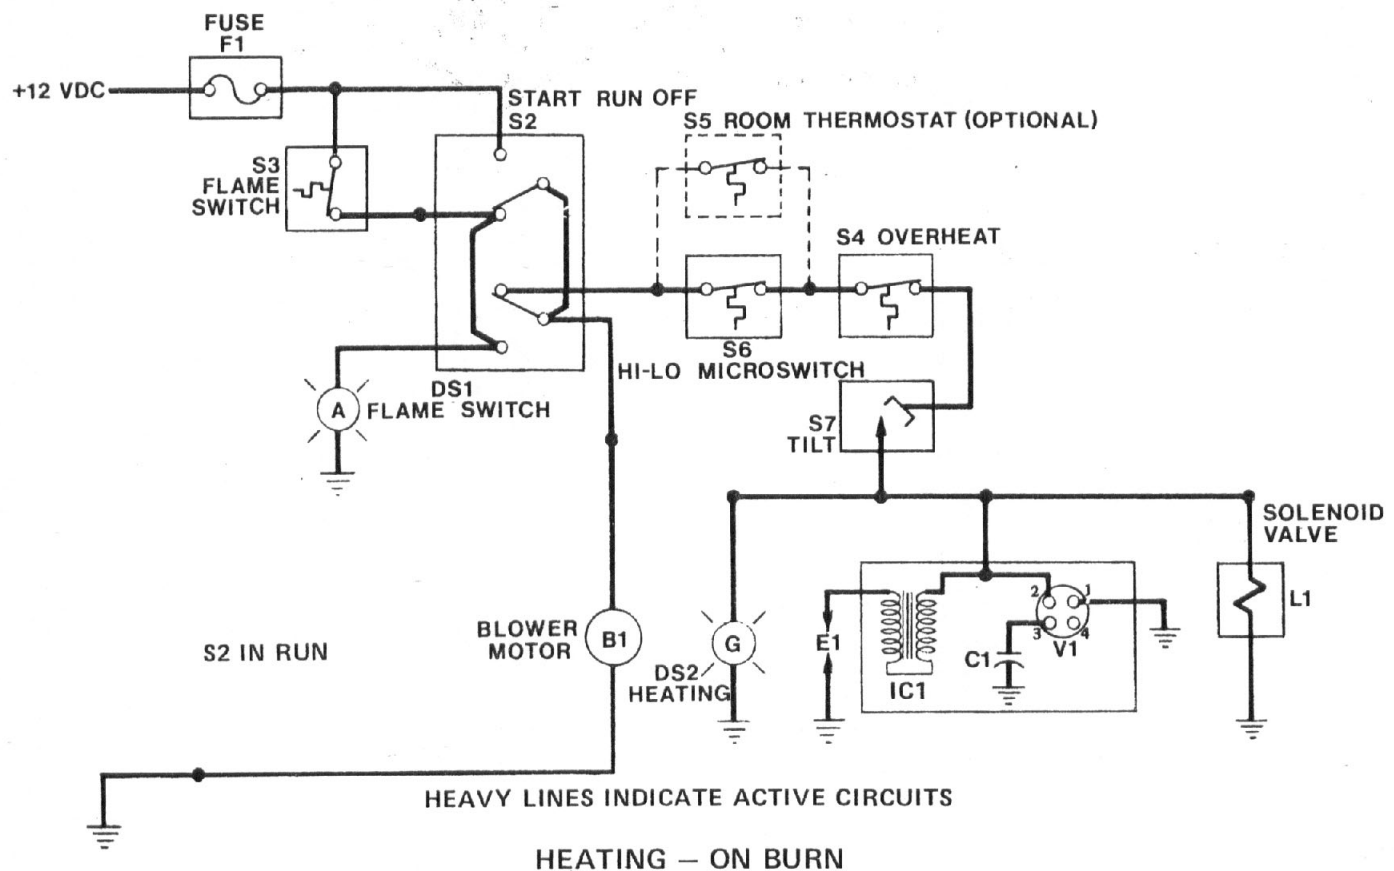 FUSE
F1
+12 VDC
START RUN OFF
S2
S5 ROOM THERMOSTAT (OPTIONAL)
S3
FLAME
SWITCH
S4 OVERHEAT
S6
HI-LO MICROSWITCH
DS1
FLAME SWITCH
A
S7
TILT
SOLENOID
VALVE
L1
S2 IN RUN
BLOWER
MOTOR
B1
G
DS2
HEATING
E1
IC1
C1
2
1
3
4
V1
HEAVY LINES INDICATE ACTIVE CIRCUITS
HEATING – ON BURN